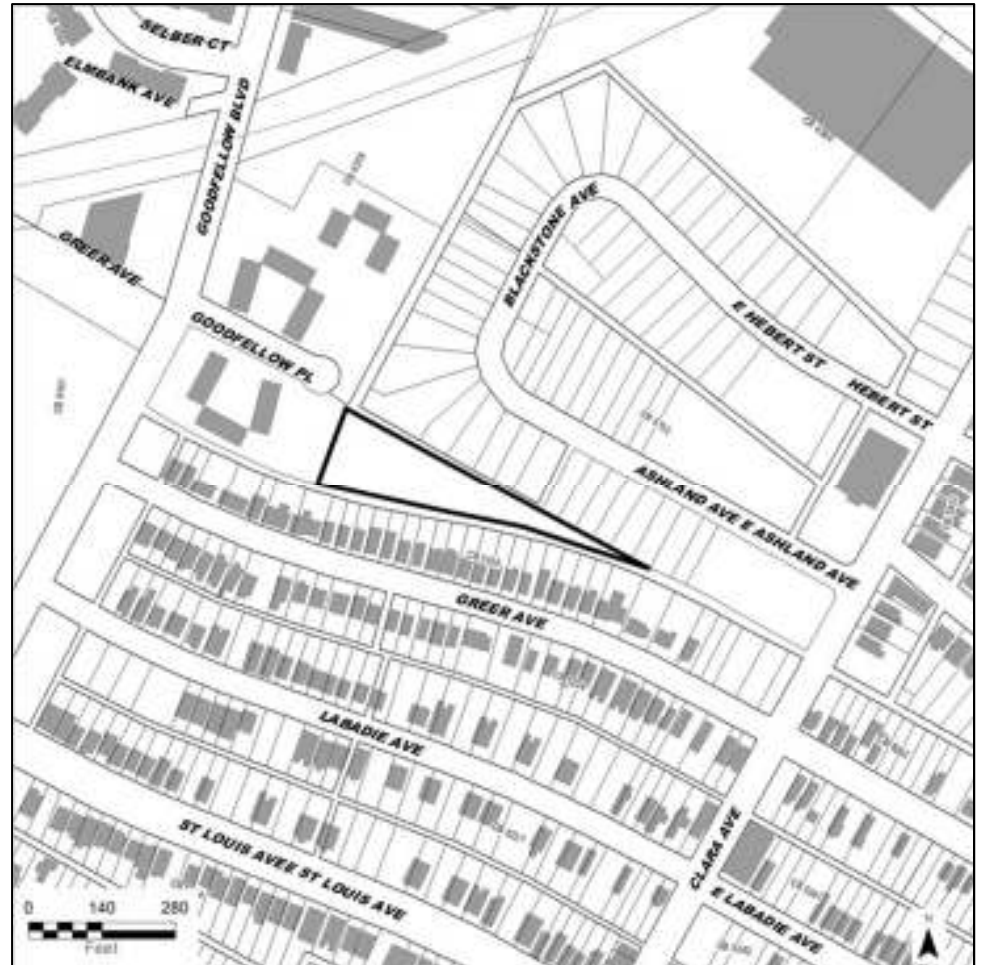 SELBER CT
ELMBANK AVE
GOODFELLOW BLVD
GREER AVE
GOODFELLOW PL
BLACKSTONE AVE
E HEBERT ST
HEBERT ST
ASHLAND AVE E ASHLAND AVE
GREER AVE
LABADIE AVE
ST LOUIS AVEE ST LOUIS AVE
CLARA AVE
E LABADIE AVE
0 140 280
Feet
N